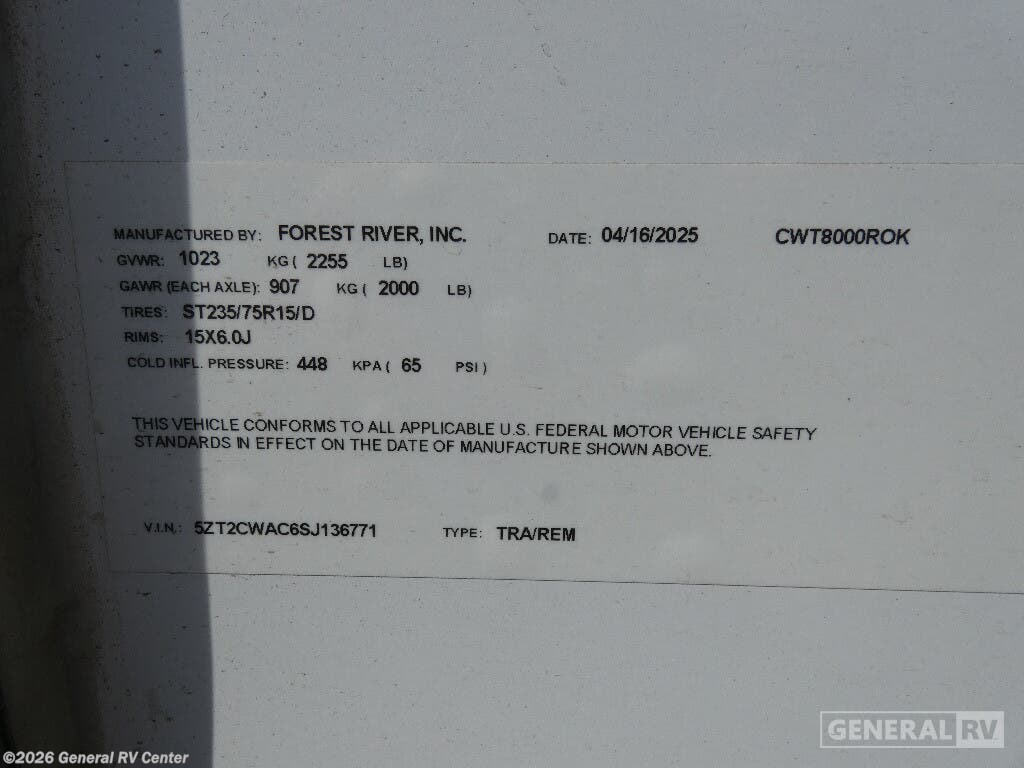 MANUFACTURED BY: FOREST RIVER, INC. DATE: 04/16/2025 CWT8000ROK
GVWR: 1023 KG ( 2255 LB)
GAWR (EACH AXLE): 907 KG ( 2000 LB)
TIRES: ST235/75R15/D
RIMS: 15X6.0J
COLD INFL. PRESSURE: 448 KPA ( 65 PSI )
THIS VEHICLE CONFORMS TO ALL APPLICABLE U.S. FEDERAL MOTOR VEHICLE SAFETY
STANDARDS IN EFFECT ON THE DATE OF MANUFACTURE SHOWN ABOVE.
V.I.N.: 5ZT2CWAC6SJ136771 TYPE: TRA/REM
GENERAL RV
©2026 General RV Center